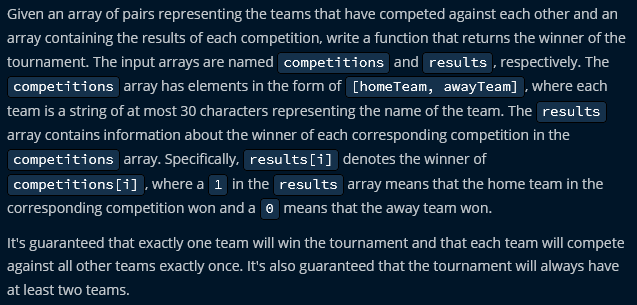 Given an array of pairs representing the teams that have competed against each other and an
array containing the results of each competition, write a function that returns the winner of the
tournament. The input arrays are named competitions and results, respectively. The
competitions array has elements in the form of [homeTeam, awayTeam], where each
team is a string of at most 30 characters representing the name of the team. The results
array contains information about the winner of each corresponding competition in the
competitions array. Specifically, results[i] denotes the winner of
competitions[i], where a 1 in the results array means that the home team in the
corresponding competition won and a 0 means that the away team won.
It's guaranteed that exactly one team will win the tournament and that each team will compete
against all other teams exactly once. It's also guaranteed that the tournament will always have
at least two teams.